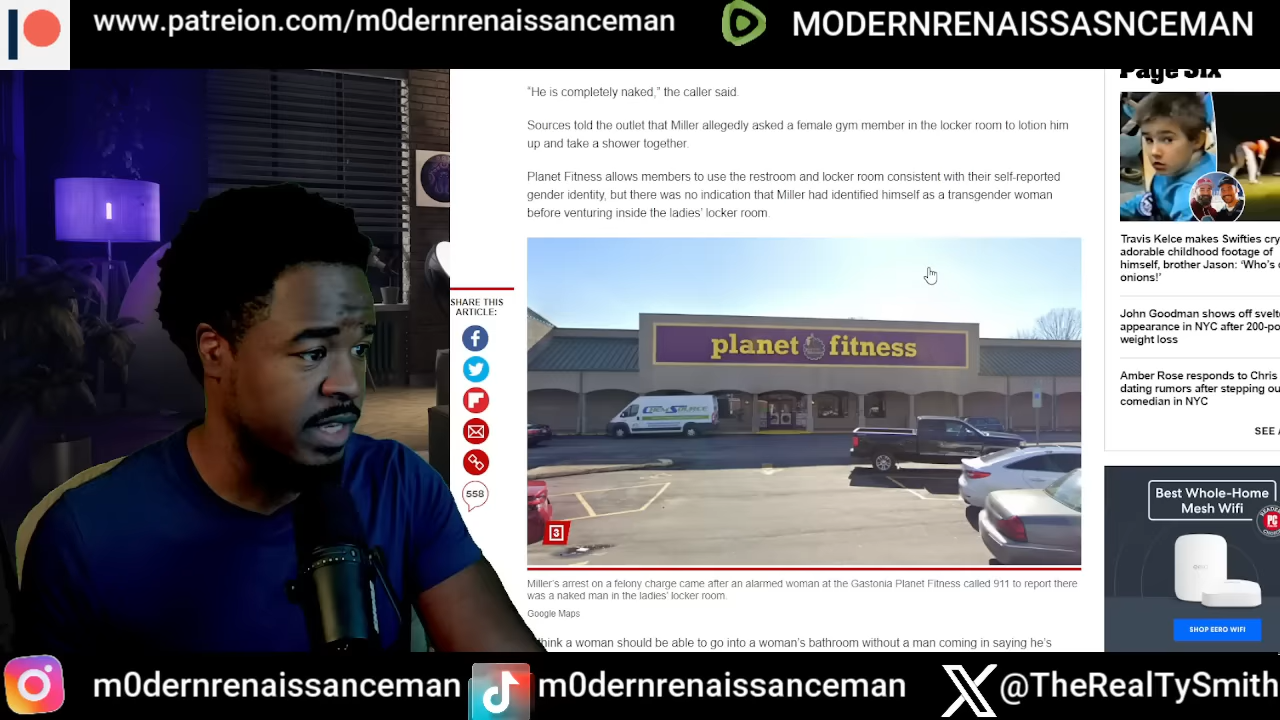 www.patreion.com/m0dernrenaissanceman
M0DERNRENAISSASNCEMAN
Page Six
"He is completely naked," the caller said.
Sources told the outlet that Miller allegedly asked a female gym member in the locker room to lotion him
up and take a shower together.
Planet Fitness allows members to use the restroom and locker room consistent with their self-reported
gender identity, but there was no indication that Miller had identified himself as a transgender woman
before venturing inside the ladies' locker room.
SHARE THIS
ARTICLE:
558
planet fitness
3
Miller's arrest on a felony charge came after an alarmed woman at the Gastonia Planet Fitness called 911 to report there
was a naked man in the ladies' locker room.
Google Maps
think a woman should be able to go into a woman's bathroom without a man coming in saying he's
Travis Kelce makes Swifties cry
adorable childhood footage of
himself, brother Jason: 'Who's
onions!'
John Goodman shows off svelt
appearance in NYC after 200-po
weight loss
Amber Rose responds to Chris
dating rumors after stepping ou
comedian in NYC
SEE
Best Whole-Home
Mesh Wifi
PC
SHOP EERO WIFI
m0dernrenaissanceman
m0dernrenaissanceman
@TheRealTySmith